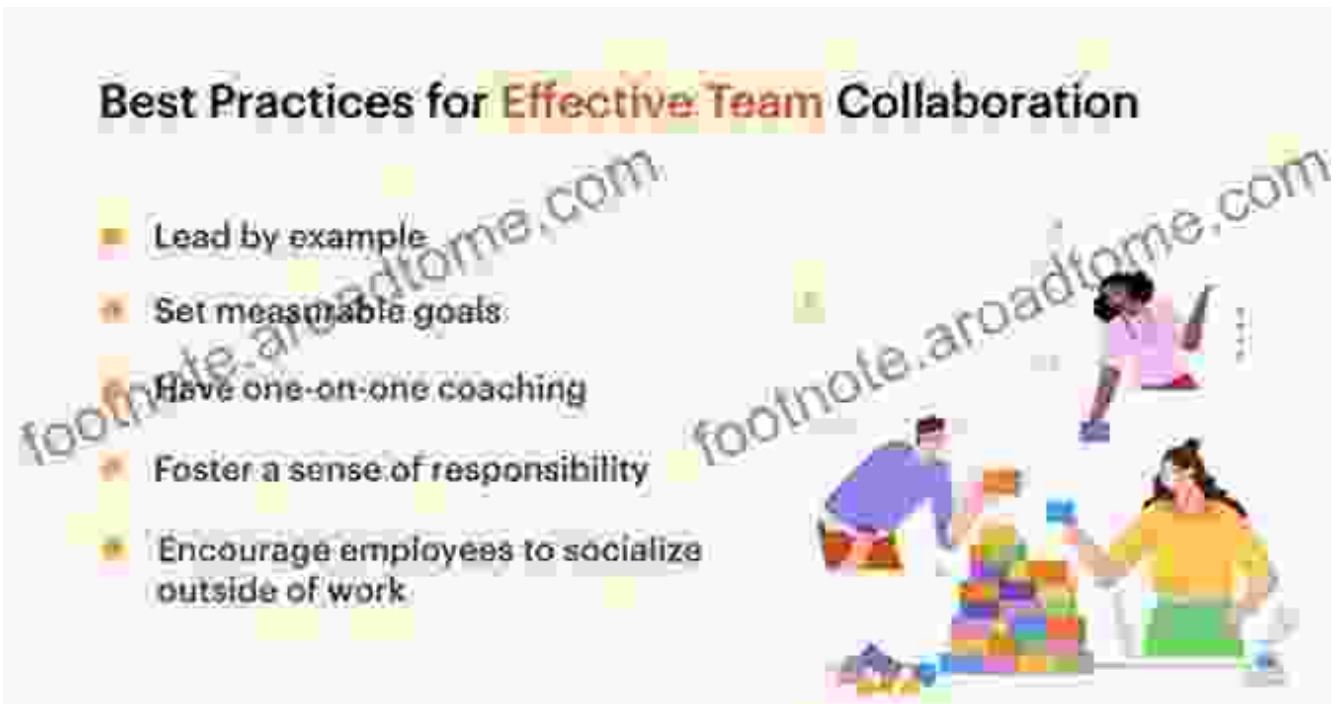 Best Practices for Effective Team Collaboration
Lead by example
Set measurable goals
Have one-on-one coaching
Foster a sense of responsibility
Encourage employees to socialize
outside of work
footnote.aroadtome.com
footnote.aroadtome.com